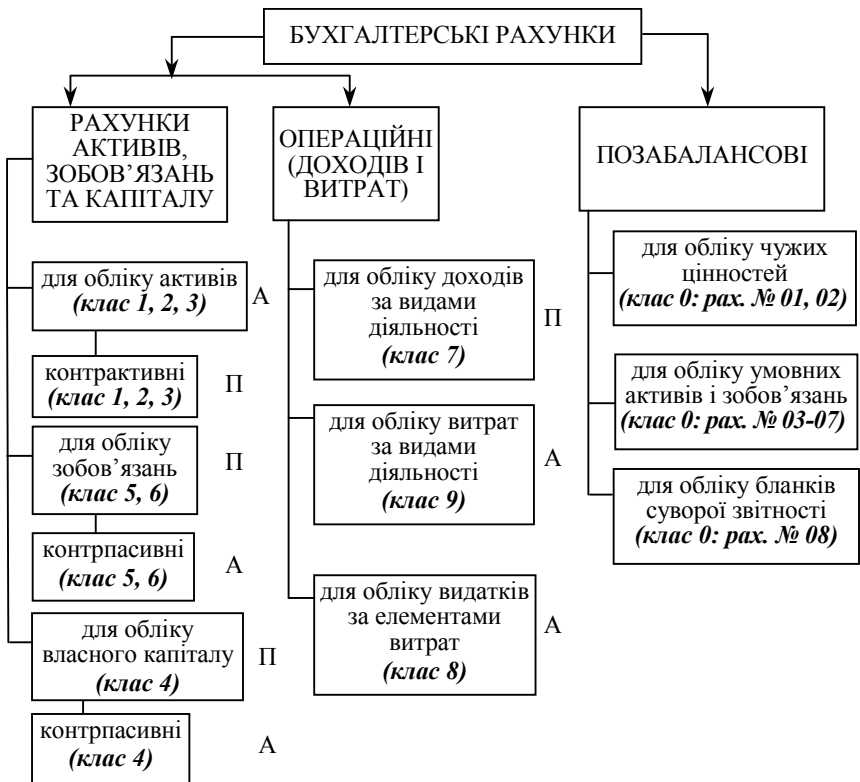 БУХГАЛТЕРСЬКІ РАХУНКИ
РАХУНКИ
АКТИВІВ,
ЗОБОВ’ЯЗАНЬ
ТА КАПІТАЛУ
для обліку активів
(клас 1, 2, 3)
А
контрактивні
(клас 1, 2, 3)
П
для обліку
зобов’язань
(клас 5, 6)
П
контрпасивні
(клас 5, 6)
А
для обліку
власного капіталу
(клас 4)
П
контрпасивні
(клас 4)
А
ОПЕРАЦІЙНІ
(ДОХОДІВ І
ВИТРАТ)
для обліку доходів
за видами
діяльності
(клас 7)
П
для обліку витрат
за видами
діяльності
(клас 9)
А
для обліку видатків
за елементами
витрат
(клас 8)
А
ПОЗАБАЛАНСОВІ
для обліку чужих
цінностей
(клас 0: рах. № 01, 02)
для обліку умовних
активів і зобов’язань
(клас 0: рах. № 03-07)
для обліку бланків
суворої звітності
(клас 0: рах. № 08)